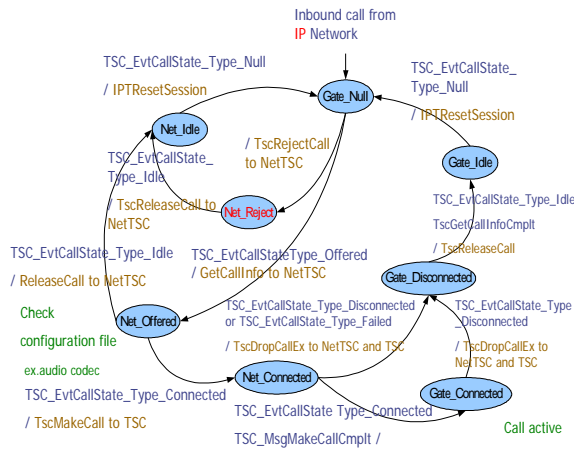 Inbound call from
IP Network
TSC_EvtCallState_Type_Null
/ IPTResetSession
TSC_EvtCallState_
Type_Null
/ IPTResetSession
Gate_Null
Net_Idle
/ TscRejectCall
to NetTSC
Gate_Idle
TSC_EvtCallState_
Type_Idle
/ TscReleaseCall to
NetTSC
Net_Reject
TSC_EvtCallState_Type_Idle
TscGetCallInfoCmplt
/ TscReleaseCall
TSC_EvtCallState_Type_Idle
/ ReleaseCall to NetTSC
TSC_EvtCallStateType_Offered
/ GetCallInfo to NetTSC
Gate_Disconnected
Check
configuration file
ex.audio codec
Net_Offered
TSC_EvtCallState_Type_Disconnected
or TSC_EvtCallState_Type_Failed
/ TscDropCallEx to NetTSC and TSC
TSC_EvtCallState_Type
_Disconnected
/ TscDropCallEx to
NetTSC and TSC
Net_Connected
Gate_Connected
TSC_EvtCallState_Type_Connected
/ TscMakeCall to TSC
TSC_EvtCallState Type_Connected
TSC_MsgMakeCallCmplt /
Call active